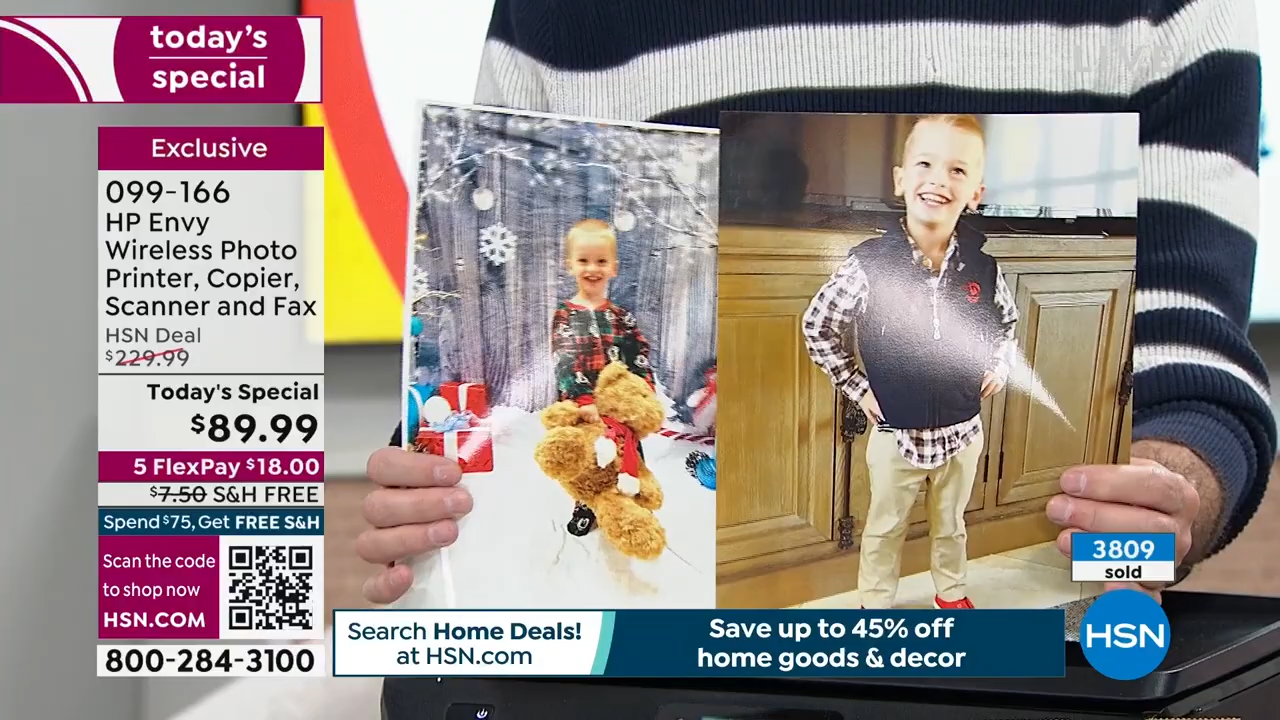 today's
special
Exclusive
099-166
HP Envy
Wireless Photo
Printer, Copier,
Scanner and Fax
HSN Deal
$229.99
Today's Special
$89.99
5 FlexPay $18.00
$7.50 S&H FREE
Spend $75, Get FREE S&H
Scan the code
to shop now
HSN.COM
800-284-3100
LIVE
3809
sold
Search Home Deals!
at HSN.com
Save up to 45% off
home goods & decor
HSN